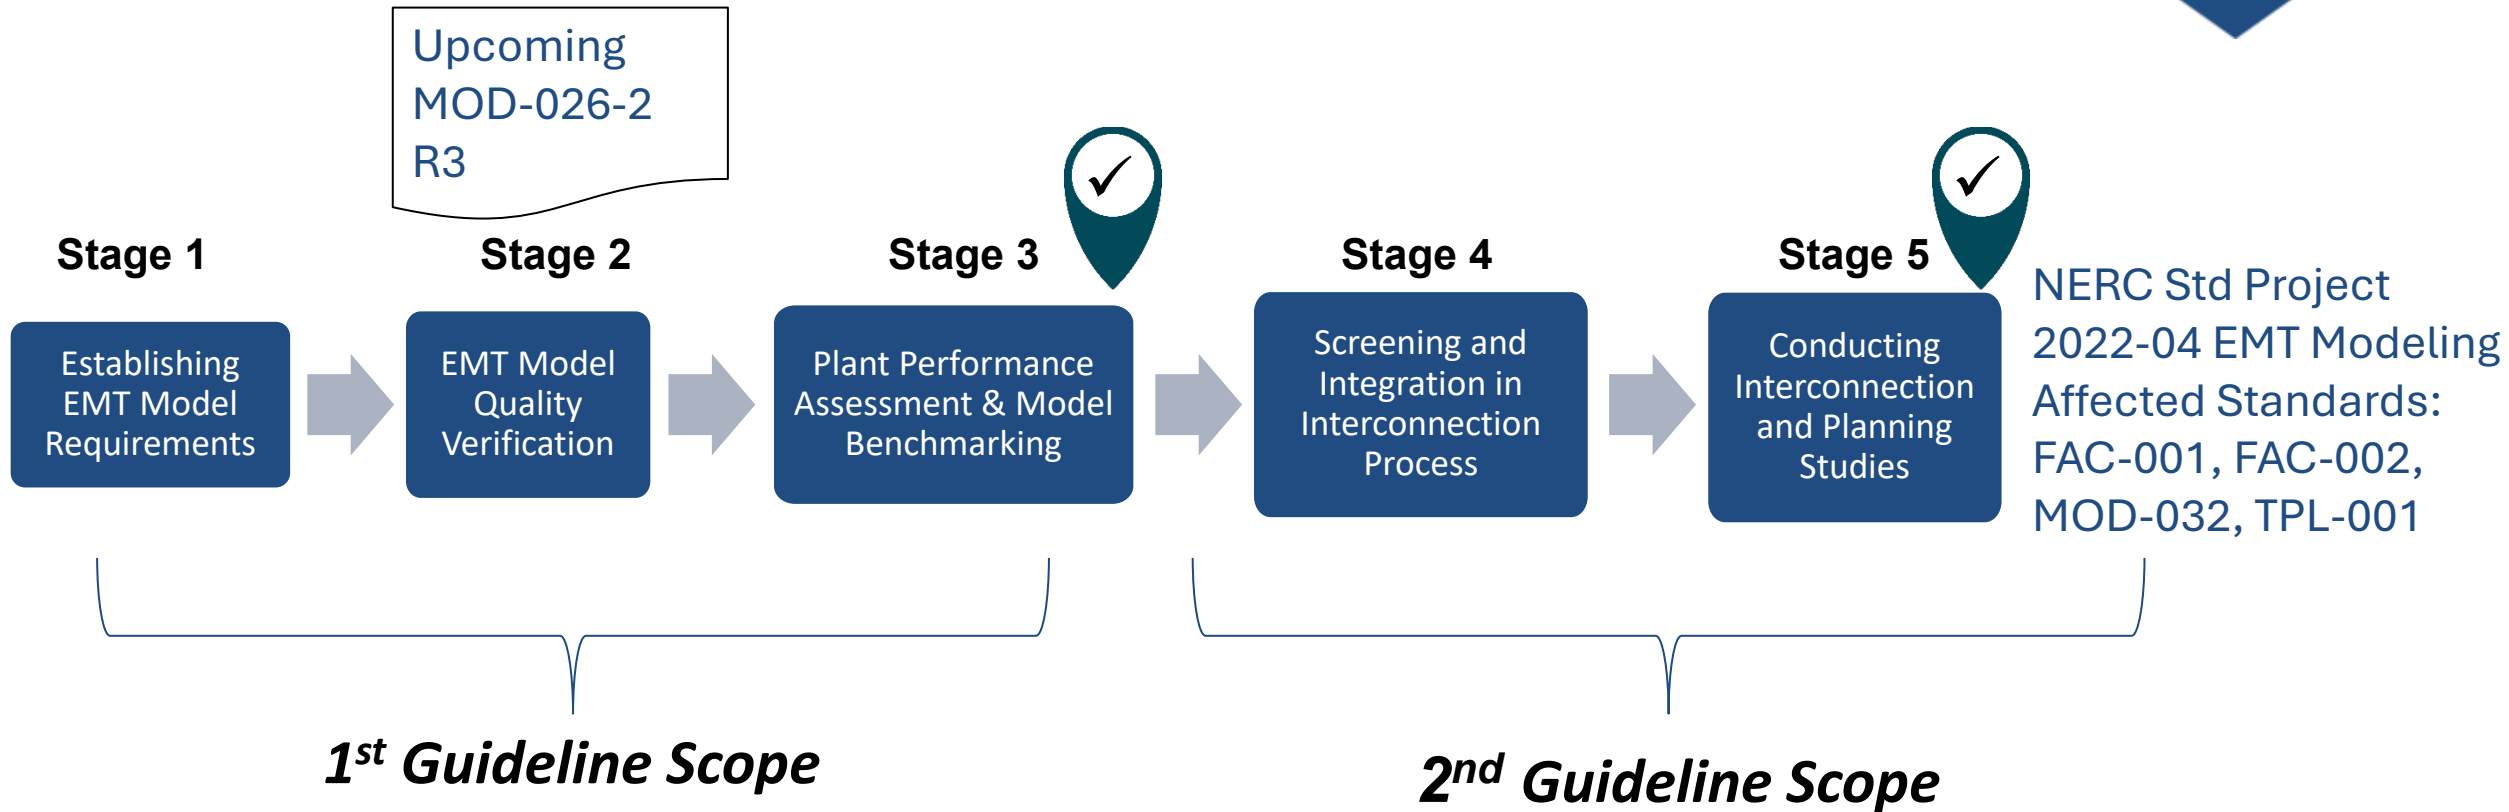 Upcoming
MOD-026-2
R3
Stage 1
Stage 2
Stage 3
Stage 4
Stage 5
Establishing
EMT Model
Requirements
EMT Model
Quality
Verification
Plant Performance
Assessment & Model
Benchmarking
Screening and
Integration in
Interconnection
Process
Conducting
Interconnection
and Planning
Studies
NERC Std Project
2022-04 EMT Modeling
Affected Standards:
FAC-001, FAC-002,
MOD-032, TPL-001
1st Guideline Scope
2nd Guideline Scope